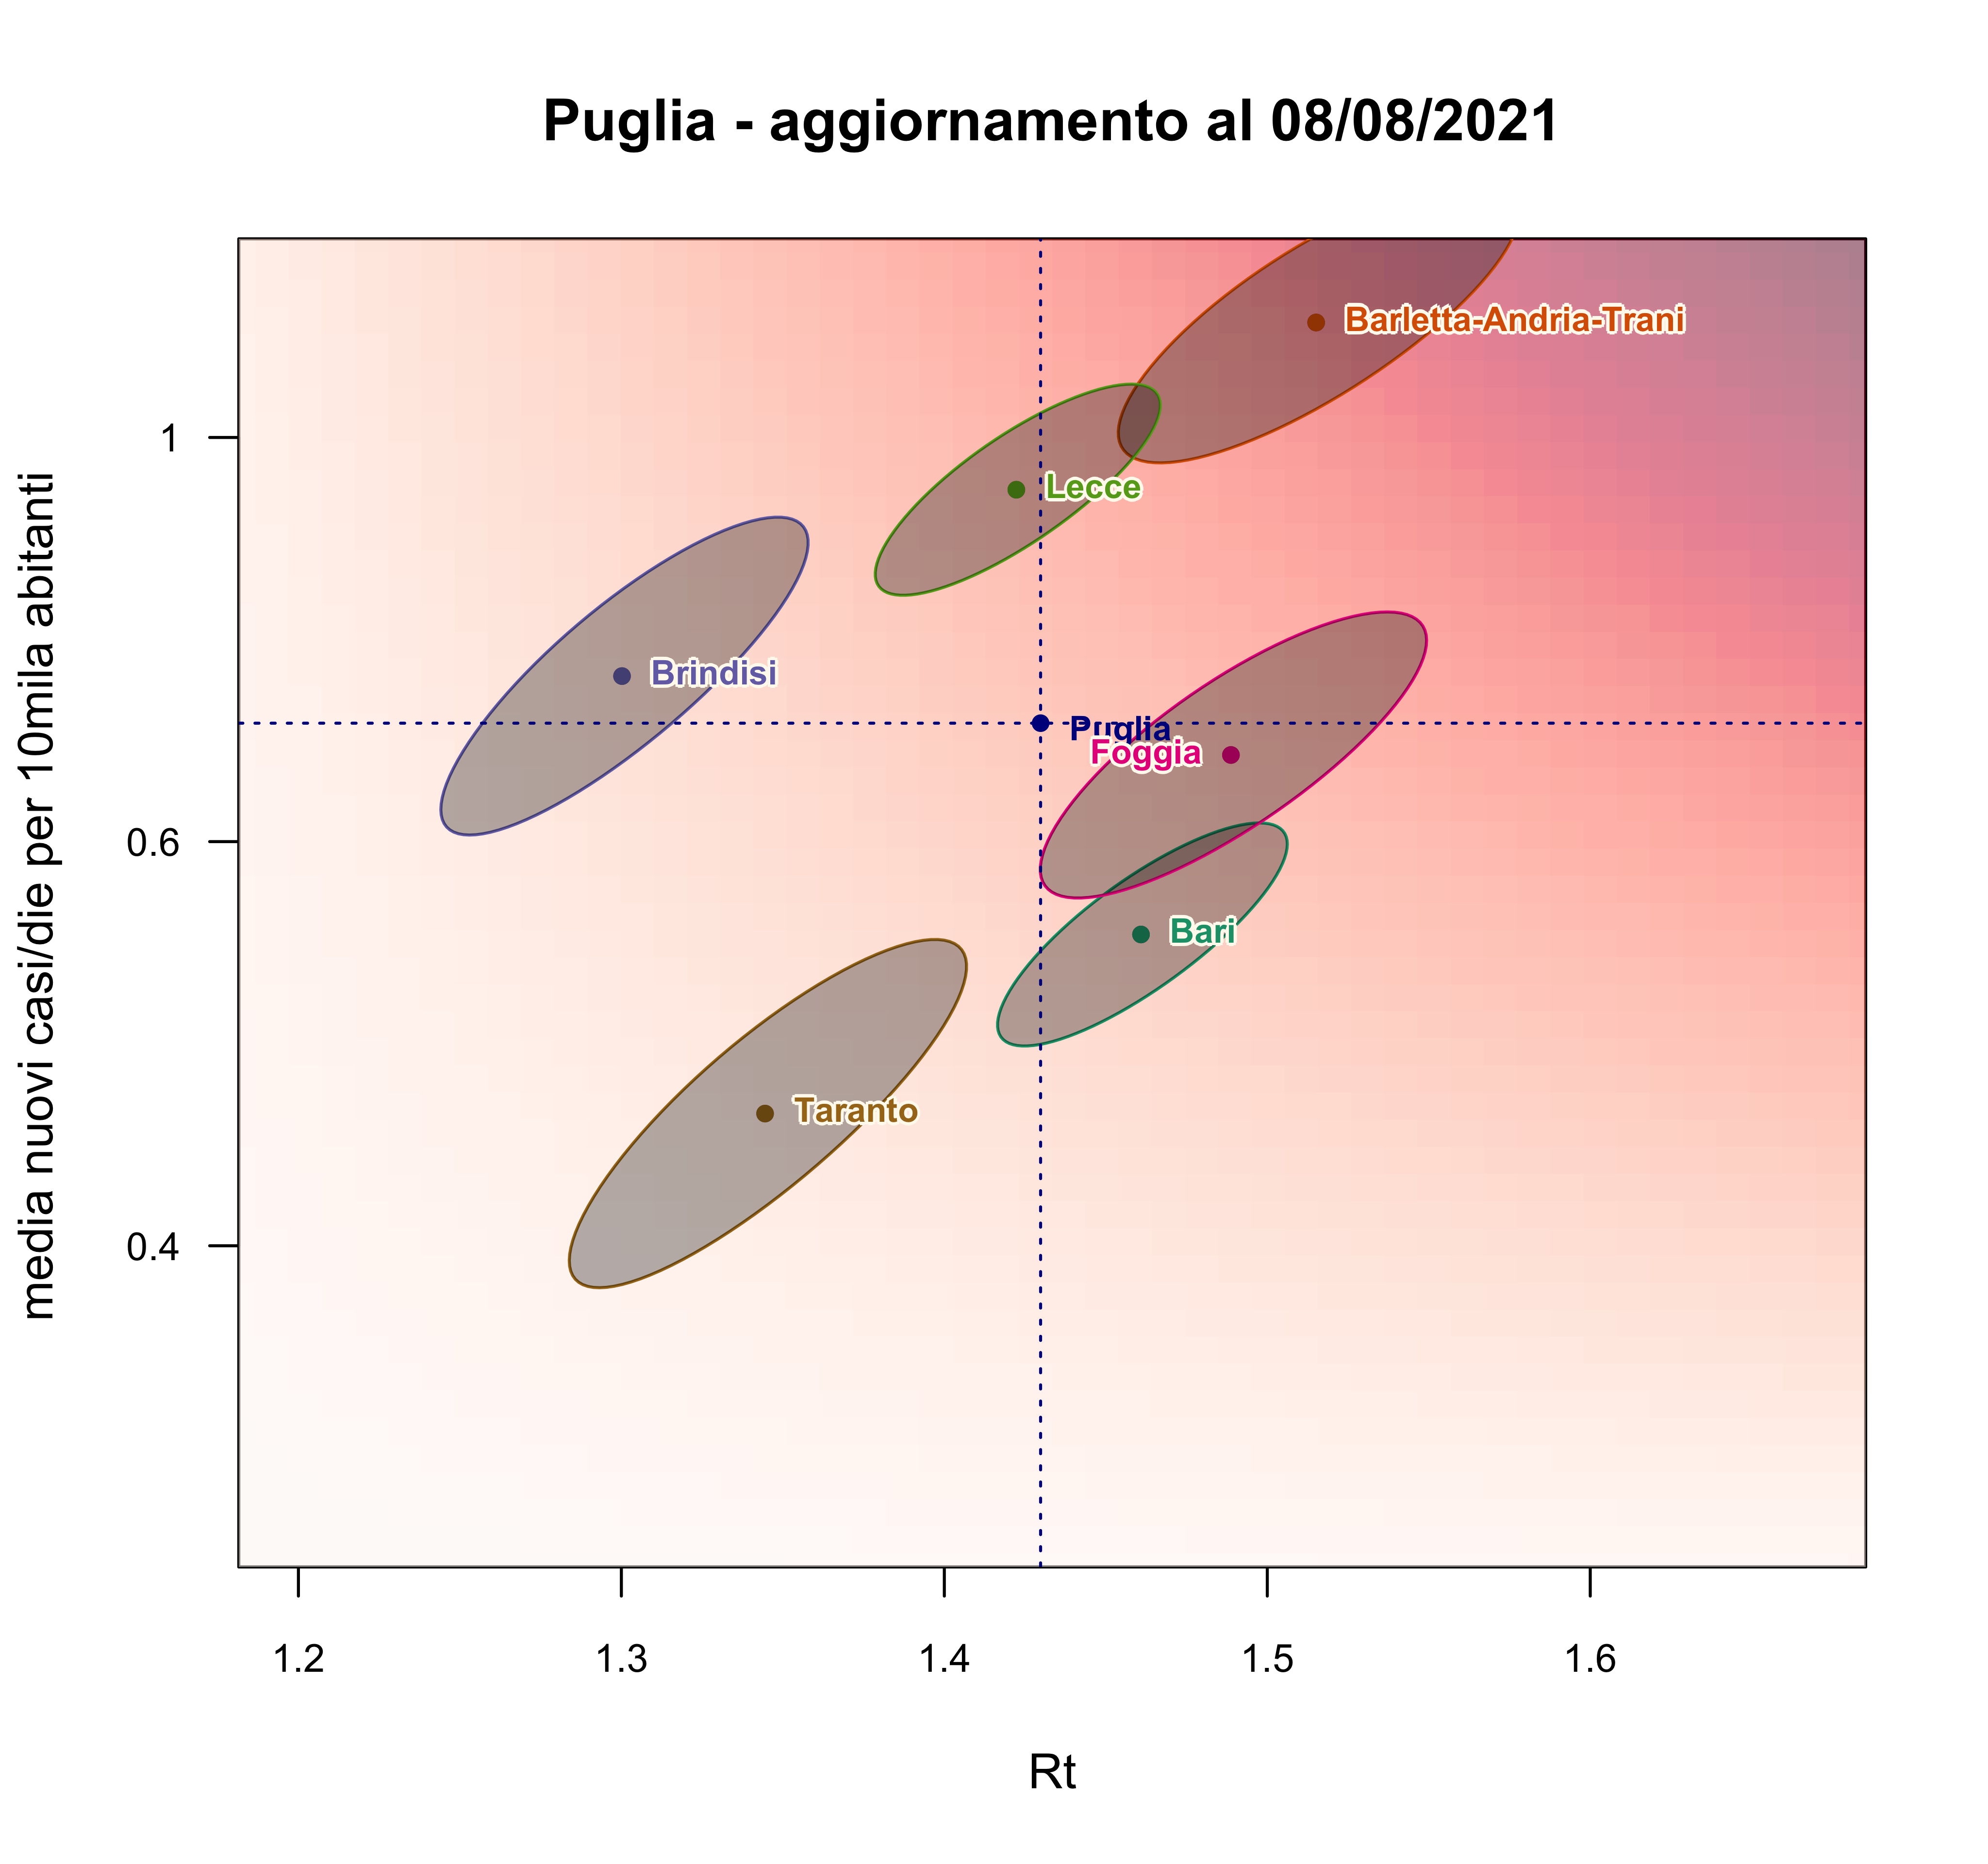 Puglia - aggiornamento al 08/08/2021
media nuovi casi/die per 10mila abitanti
1
0.6
0.4
Barletta-Andria-Trani
Lecce
Brindisi
Puglia
Foggia
Bari
Taranto
1.2 1.3 1.4 1.5 1.6
Rt